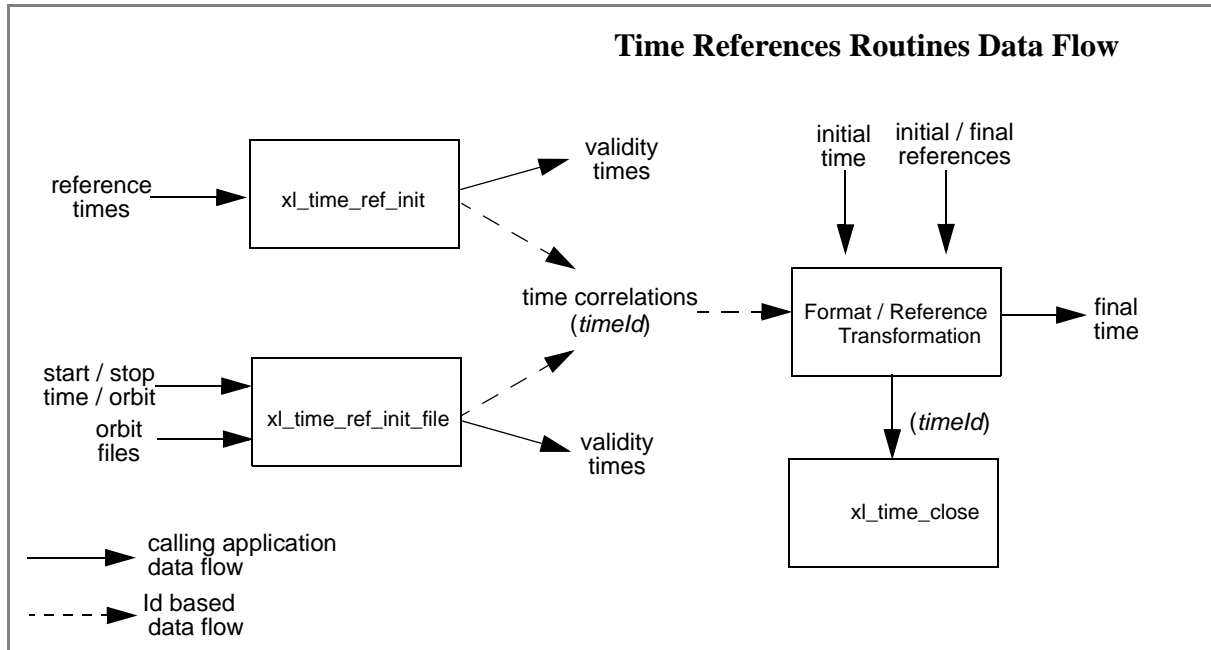 Time References Routines Data Flow
reference
times
xl_time_ref_init
validity
times
initial
time
initial / final
references
time correlations
(timeId)
Format / Reference
Transformation
final
time
start / stop
time / orbit
orbit
files
xl_time_ref_init_file
validity
times
(timeId)
xl_time_close
calling application
data flow
Id based
data flow